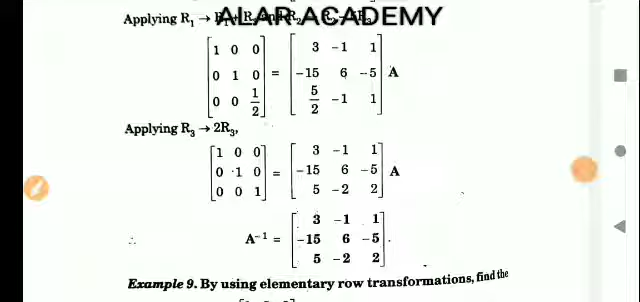 ALAR ACADEMY
Applying R₁ →
[1 0 0; 0 1 0; 0 0 1/2] = [3 -1 1; -15 6 -5; 5/2 -1 1] A
Applying R₃ → 2R₃,
[1 0 0; 0 1 0; 0 0 1] = [3 -1 1; -15 6 -5; 5 -2 2] A
∴ A⁻¹ = [3 -1 1; -15 6 -5; 5 -2 2].
Example 9. By using elementary row transformations, find the